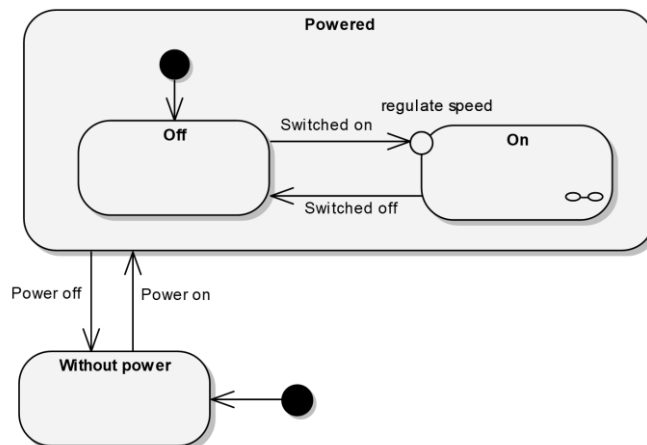 Powered
regulate speed
Off
Switched on
On
Switched off
Power off
Power on
Without power